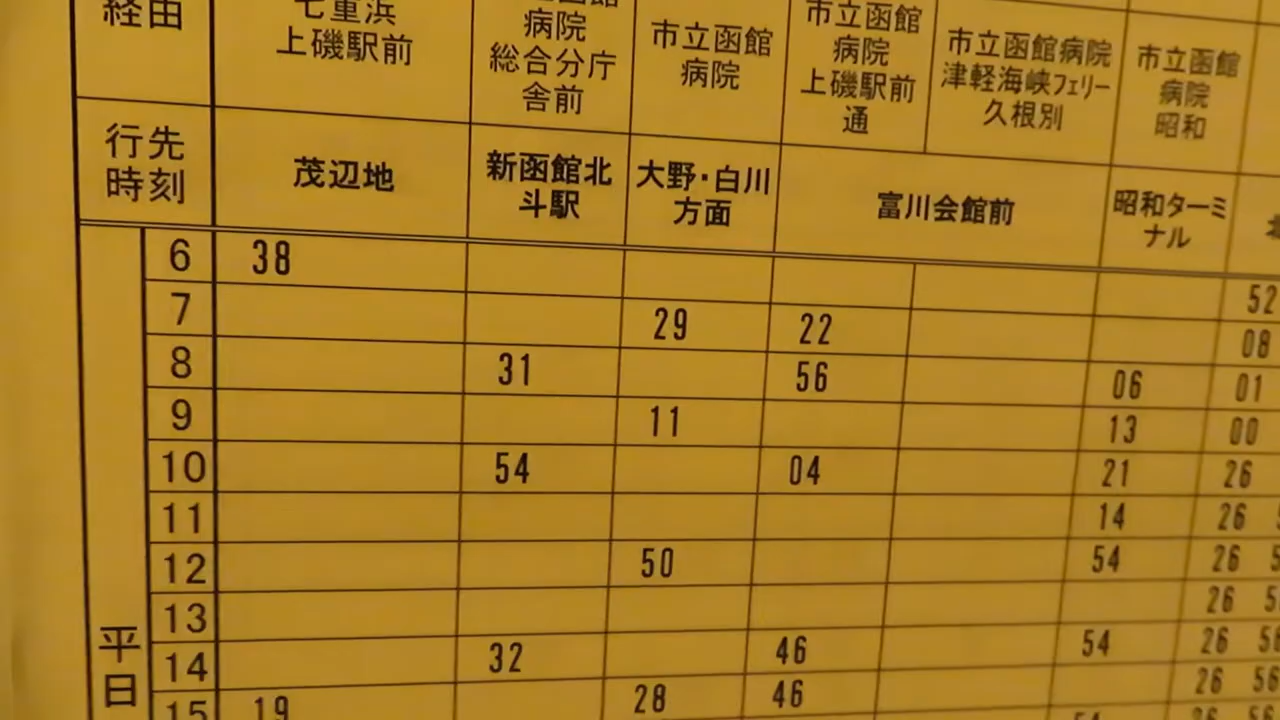 経由
七重浜
上磯駅前
病院
総合分庁
舎前
市立函館
病院
市立函館
病院
上磯駅前
通
市立函館病院
津軽海峡フェリー
久根別
市立函館
病院
昭和
行先
時刻
茂辺地
新函館北
斗駅
大野・白川
方面
富川会館前
昭和ターミ
ナル
平
日
6 38 52
7 29 22 08
8 31 56 06 01
9 11 13 00
10 54 04 21 26
11 14 26
12 50 54 26
13 26
14 32 46 54 26
15 19 28 46 26 56